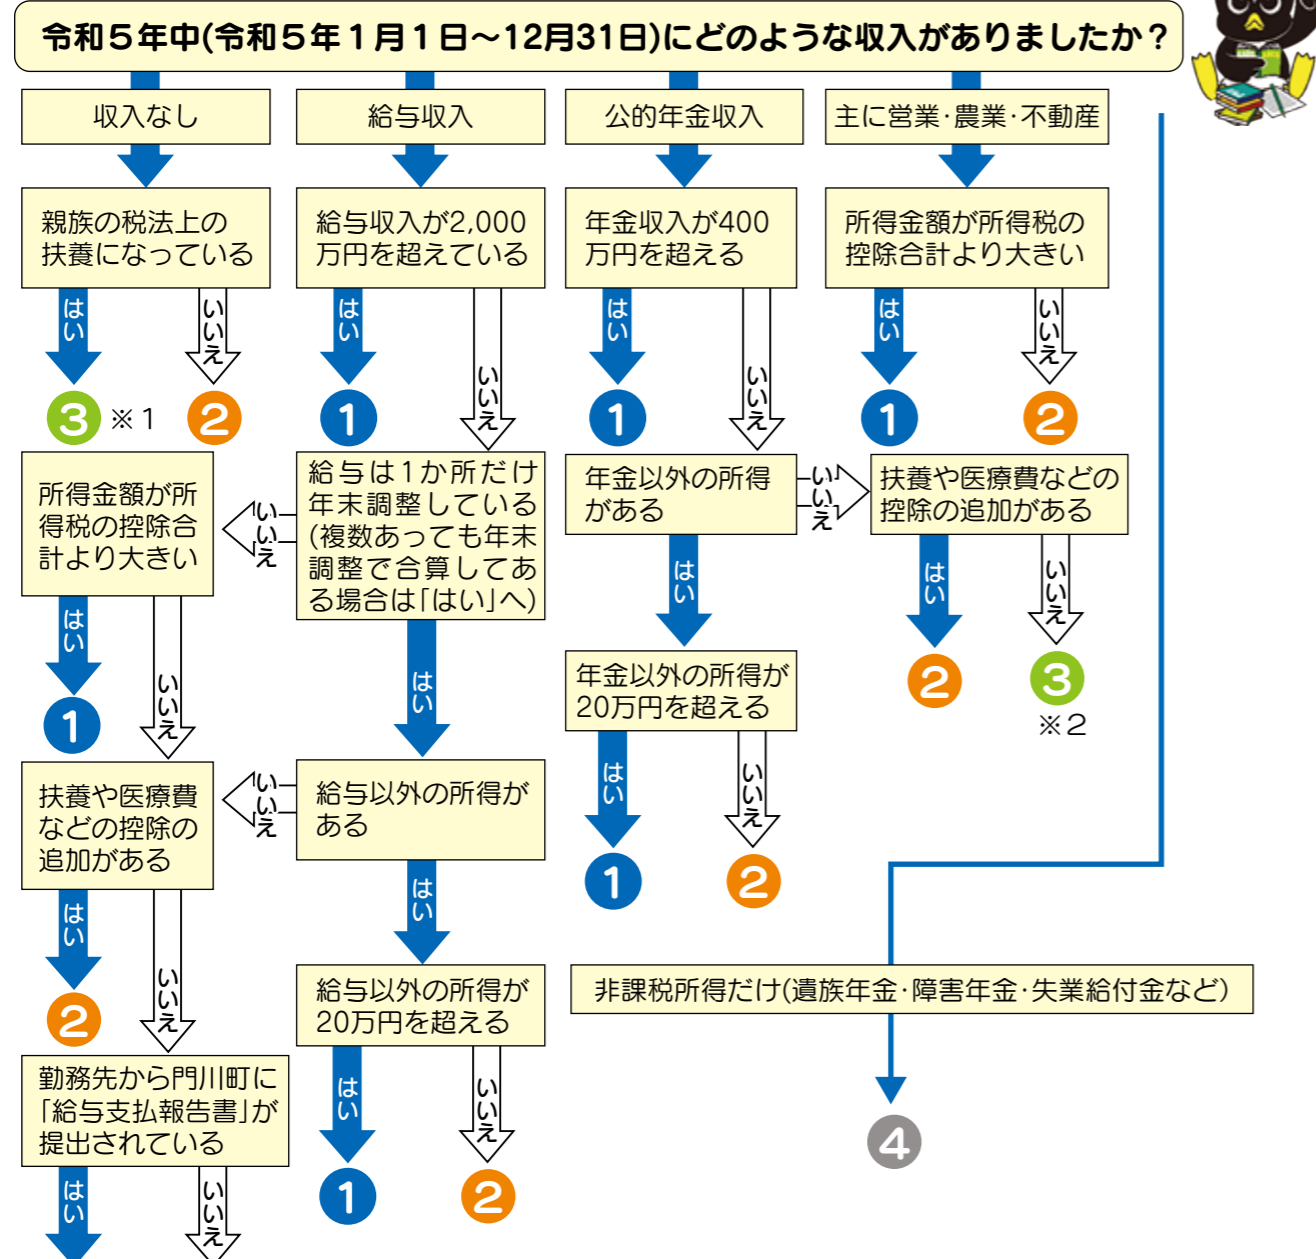 令和5年中(令和5年1月1日～12月31日)にどのような収入がありましたか？
収入なし
給与収入
公的年金収入
主に営業・農業・不動産
親族の税法上の
扶養になっている
給与収入が2,000
万円を超えている
年金収入が400
万円を超える
所得金額が所得税の
控除合計より大きい
はい
いいえ
はい
いいえ
はい
いいえ
はい
いいえ
3 ※1
2
1
1
1
2
所得金額が所
得税の控除合
計より大きい
いいえ
給与は1か所だけ
年末調整している
(複数あっても年末
調整で合算してあ
る場合は「はい」へ)
年金以外の所得
がある
いいえ
扶養や医療費などの
控除の追加がある
はい
いいえ
はい
はい
はい
いいえ
1
年金以外の所得が
20万円を超える
2
3
※2
はい
いいえ
扶養や医療費
などの控除の
追加がある
いいえ
給与以外の所得が
ある
1
2
はい
いいえ
はい
2
給与以外の所得が
20万円を超える
非課税所得だけ(遺族年金・障害年金・失業給付金など)
はい
いいえ
4
勤務先から門川町に
「給与支払報告書」が
提出されている
1
2
はい
いいえ